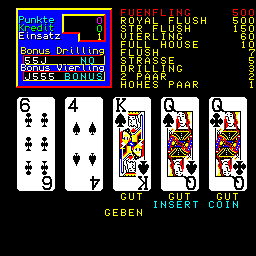 Punkte 0
Kredit 0
Einsatz 1
Bonus Drilling
55J NO
Bonus Vierling
J555 BONUS
FUENFLING 500
ROYAL FLUSH 500
STR FLUSH 150
VIERLING 60
FULL HOUSE 10
FLUSH 7
STRASSE 5
DRILLING 3
2 PAAR 2
HOHES PAAR 1
6 4 K Q Q
GUT GUT GUT
INSERT COIN
GEBEN